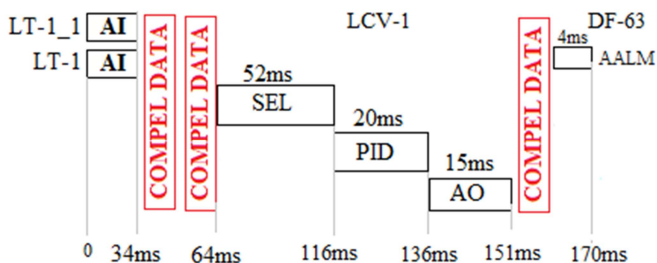 LCV-1 DF-63
LT-1_1 AI
LT-1 AI
COMPEL DATA
COMPEL DATA
52ms
SEL
20ms
PID
15ms
AO
COMPEL DATA
4ms
AALM
0 34ms 64ms 116ms 136ms 151ms 170ms